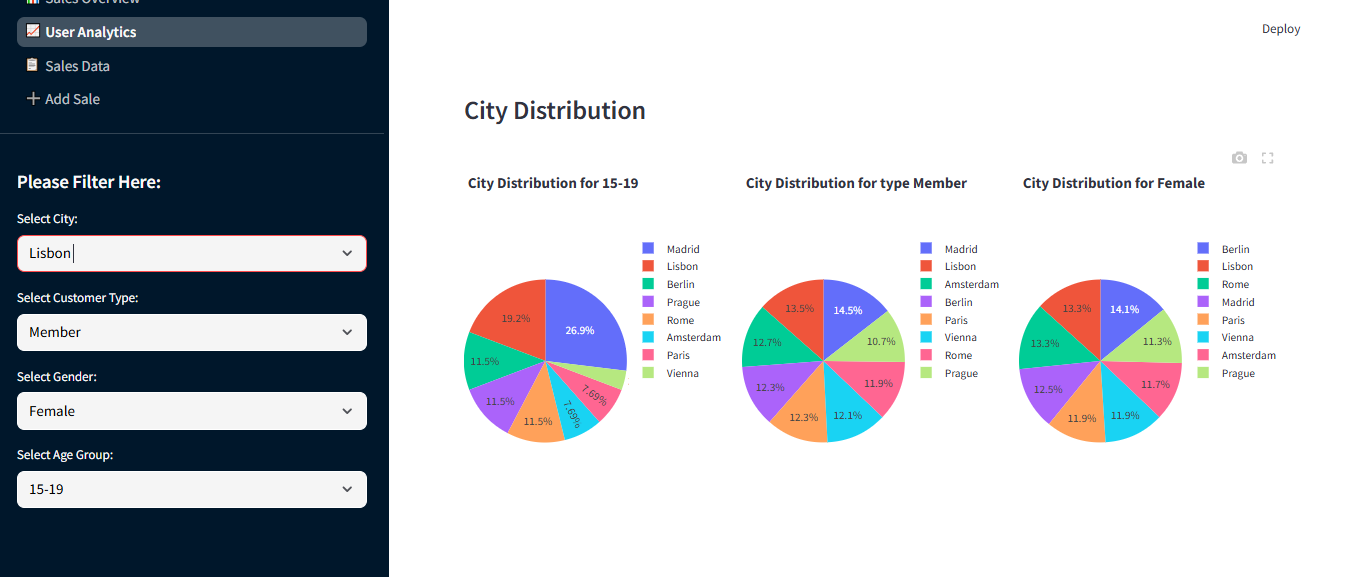 Sales Overview
User Analytics
Sales Data
Add Sale
Please Filter Here:
Select City:
Lisbon
Select Customer Type:
Member
Select Gender:
Female
Select Age Group:
15-19
Deploy
City Distribution
City Distribution for 15-19
Madrid
Lisbon
Berlin
Prague
Rome
Amsterdam
Paris
Vienna
26.9%
19.2%
11.5%
11.5%
11.5%
7.69%
7.69%
City Distribution for type Member
Madrid
Lisbon
Amsterdam
Berlin
Paris
Vienna
Rome
Prague
14.5%
13.5%
12.7%
12.3%
12.3%
12.1%
11.9%
10.7%
City Distribution for Female
Berlin
Lisbon
Rome
Madrid
Paris
Vienna
Amsterdam
Prague
14.1%
13.3%
13.3%
12.5%
11.9%
11.9%
11.7%
11.3%